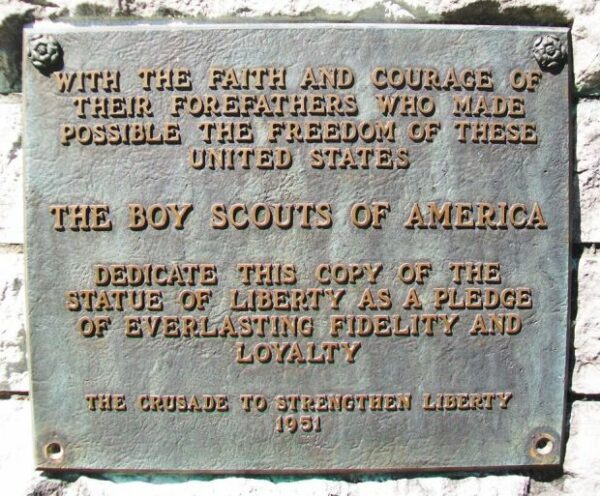 WITH THE FAITH AND COURAGE OF
THEIR FOREFATHERS WHO MADE
POSSIBLE THE FREEDOM OF THESE
UNITED STATES
THE BOY SCOUTS OF AMERICA
DEDICATE THIS COPY OF THE
STATUE OF LIBERTY AS A PLEDGE
OF EVERLASTING FIDELITY AND
LOYALTY
THE CRUSADE TO STRENGTHEN LIBERTY
1951